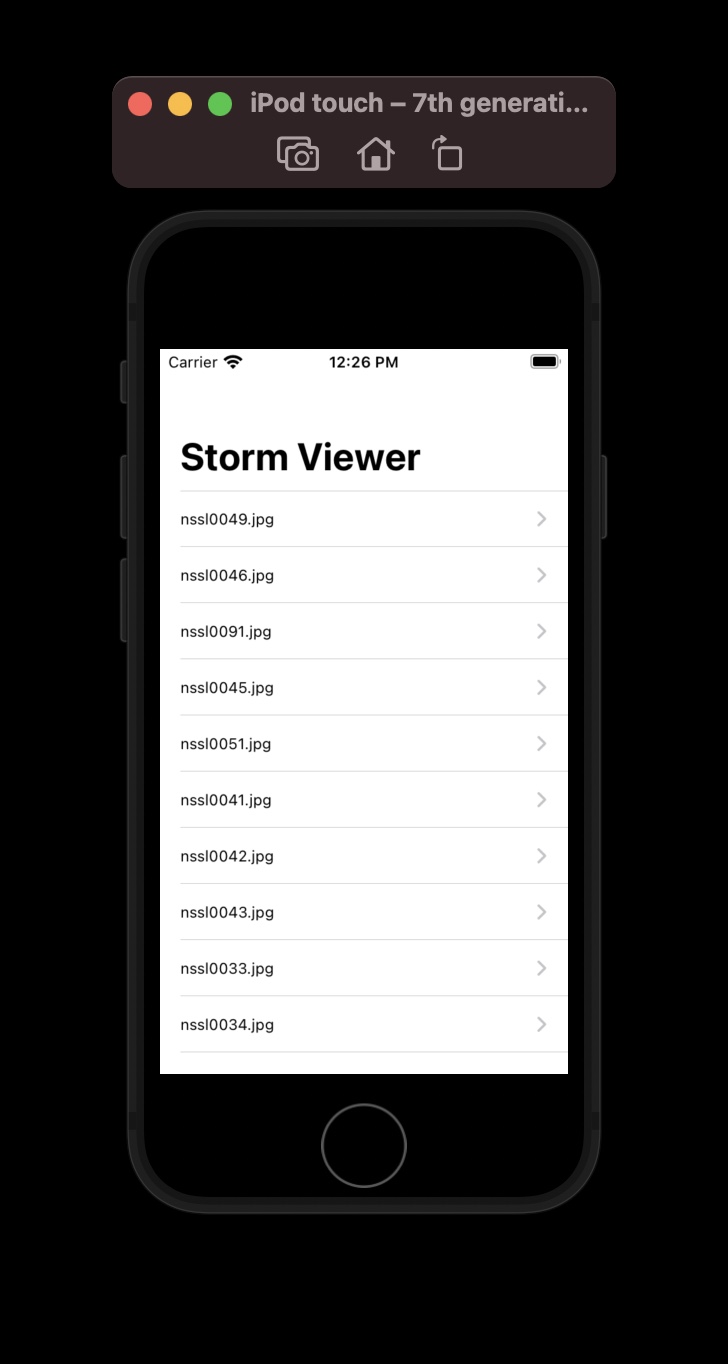 iPod touch – 7th generati...
Carrier 12:26 PM
Storm Viewer
nssl0049.jpg
nssl0046.jpg
nssl0091.jpg
nssl0045.jpg
nssl0051.jpg
nssl0041.jpg
nssl0042.jpg
nssl0043.jpg
nssl0033.jpg
nssl0034.jpg